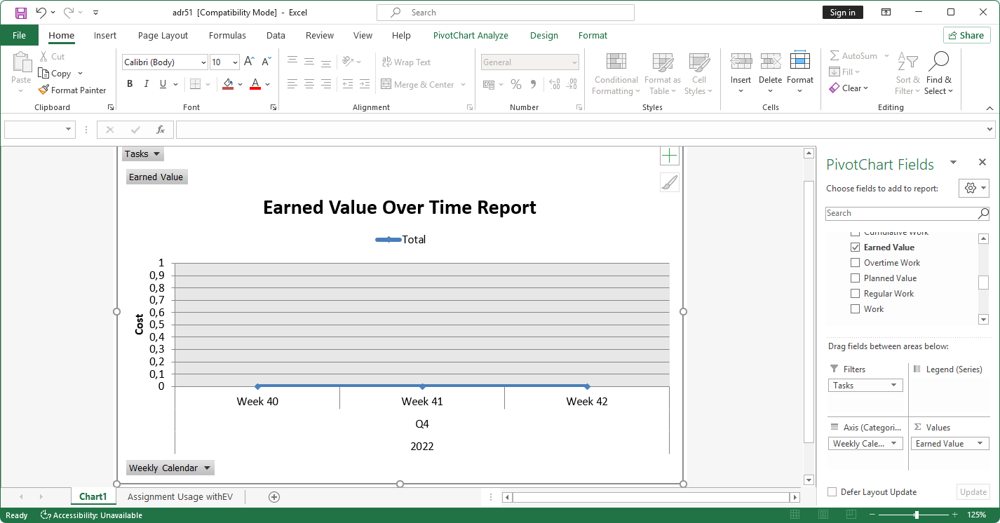 adr51 [Compatibility Mode] - Excel
Search
Sign in
File Home Insert Page Layout Formulas Data Review View Help PivotChart Analyze Design Format
Share
Paste
Cut
Copy
Format Painter
Clipboard
Calibri (Body) 10
A A
B I U A
Font
ab Wrap Text
Merge & Center
Alignment
General
% 9
Number
Conditional Formatting
Format as Table
Cell Styles
Styles
Insert Delete Format
Cells
AutoSum
Fill
Clear
Sort & Filter
Find & Select
Editing
fx
Tasks
Earned Value
Earned Value Over Time Report
Total
Cost
1
0,9
0,8
0,7
0,6
0,5
0,4
0,3
0,2
0,1
0
Week 40 Week 41 Week 42
Q4
2022
Weekly Calendar
PivotChart Fields
Choose fields to add to report:
Search
Cumulative Work
Earned Value
Overtime Work
Planned Value
Regular Work
Work
Drag fields between areas below:
Filters
Tasks
Legend (Series)
Axis (Categori...
Weekly Cale...
Σ Values
Earned Value
Defer Layout Update
Update
Chart1 Assignment Usage withEV
Ready Accessibility: Unavailable
125%